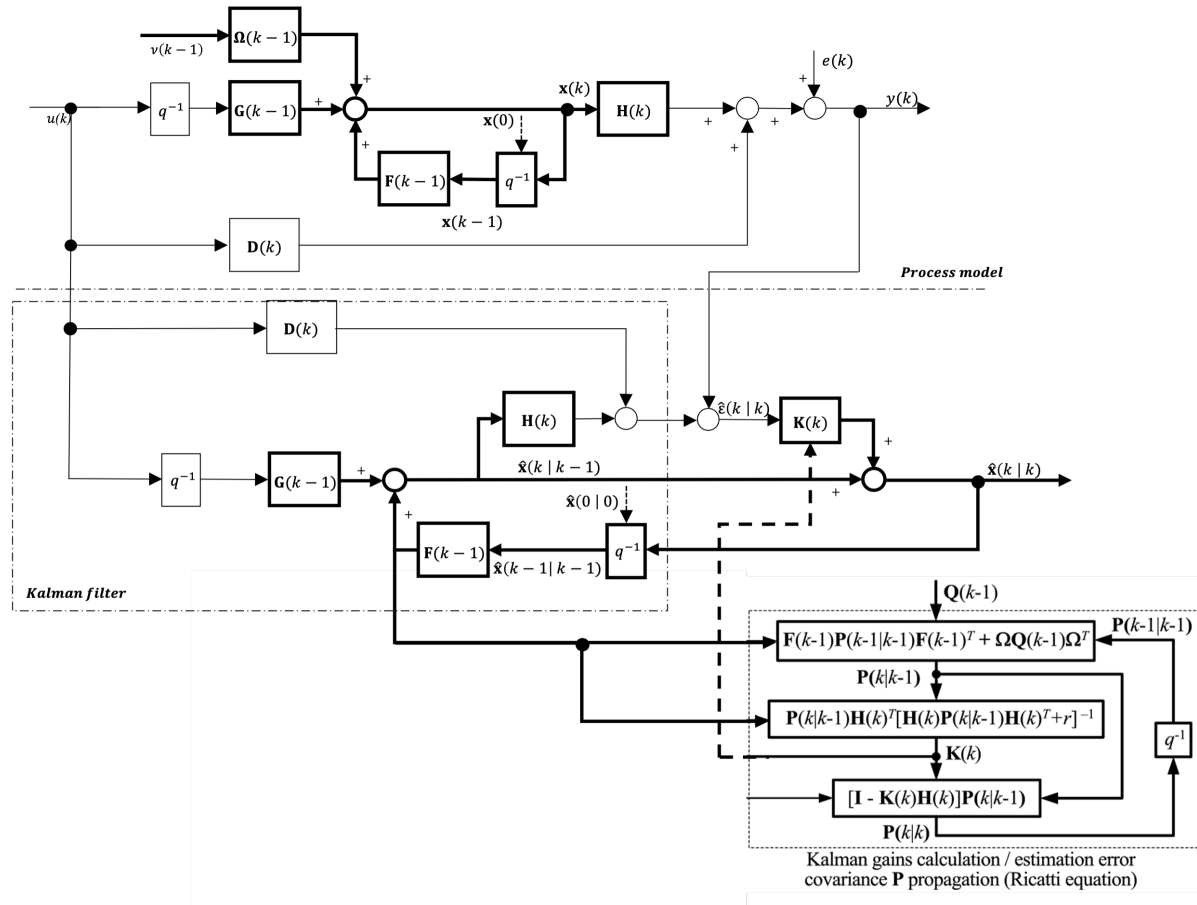 ν(k−1)
Ω(k−1)
+
u(k)
q⁻¹
G(k−1)
+
+
x(0)
F(k−1)
q⁻¹
x(k−1)
x(k)
H(k)
+
+
+
+
e(k)
y(k)
D(k)
Process model
D(k)
H(k)
ε̂(k | k)
K(k)
+
q⁻¹
G(k−1)
+
+
x̂(k | k−1)
+
x̂(k | k)
x̂(0 | 0)
F(k−1)
x̂(k−1| k−1)
q⁻¹
Kalman filter
Q(k-1)
F(k-1)P(k-1|k-1)F(k-1)ᵀ + ΩQ(k-1)Ωᵀ
P(k-1|k-1)
P(k|k-1)
P(k|k-1)H(k)ᵀ[H(k)P(k|k-1)H(k)ᵀ+r]⁻¹
q⁻¹
K(k)
[I - K(k)H(k)]P(k|k-1)
P(k|k)
Kalman gains calculation / estimation error
covariance P propagation (Ricatti equation)